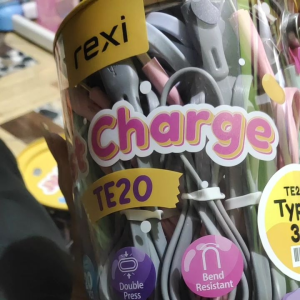 rexi
Charge
TE20
Double
Press
Bend
Resistant
TE2
Typ
3